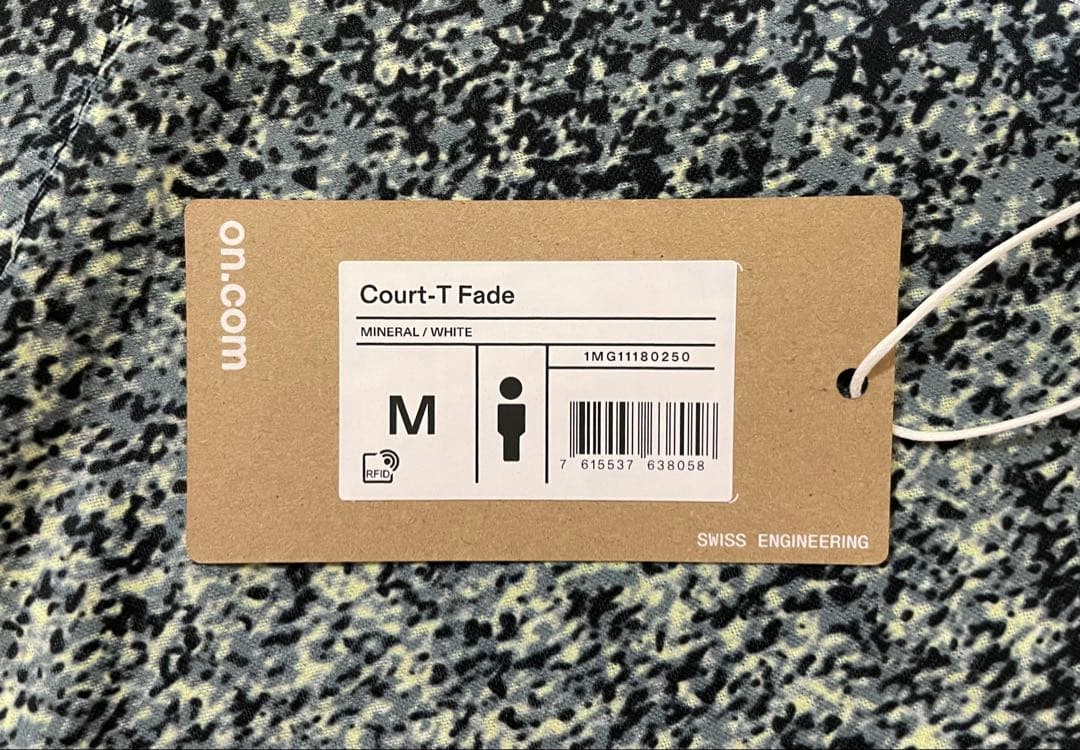 on.com
Court-T Fade
MINERAL / WHITE
1MG11180250
M
RFID
7 615537 638058
SWISS ENGINEERING